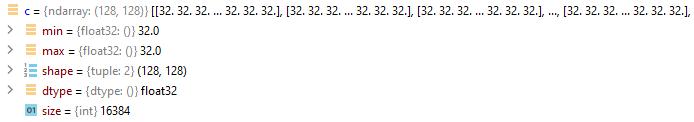 c = {ndarray: (128, 128)} [[32. 32. 32. ... 32. 32. 32.], [32. 32. 32. ... 32. 32. 32.], [32. 32. 32. ... 32. 32. 32.], ..., [32. 32. 32. ... 32. 32. 32.],
min = {float32: ()} 32.0
max = {float32: ()} 32.0
shape = {tuple: 2} (128, 128)
dtype = {dtype: ()} float32
01 size = {int} 16384